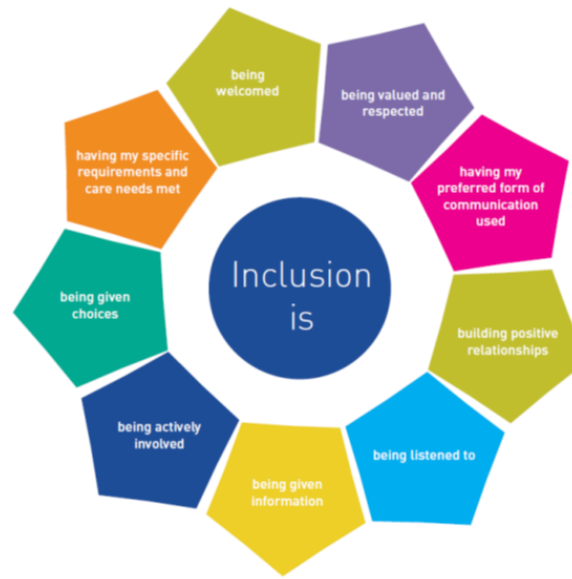 Inclusion
is
being
welcomed
being valued and
respected
having my
preferred form of
communication
used
building positive
relationships
being listened to
being given
information
being actively
involved
being given
choices
having my specific
requirements and
care needs met